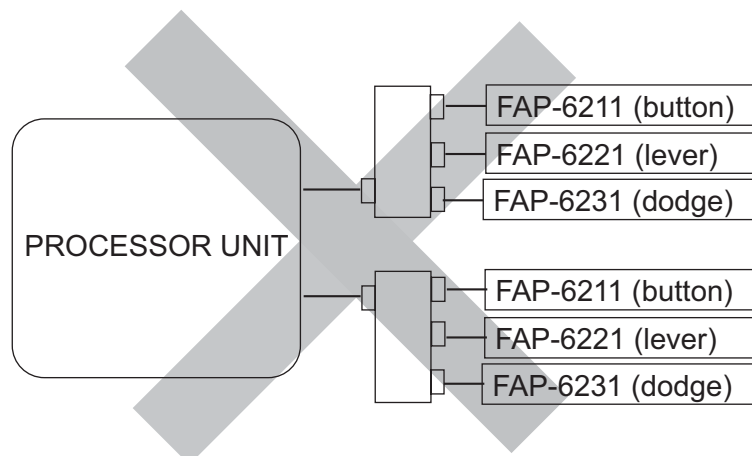 FAP-6211 (button)
FAP-6221 (lever)
FAP-6231 (dodge)
PROCESSOR UNIT
FAP-6211 (button)
FAP-6221 (lever)
FAP-6231 (dodge)